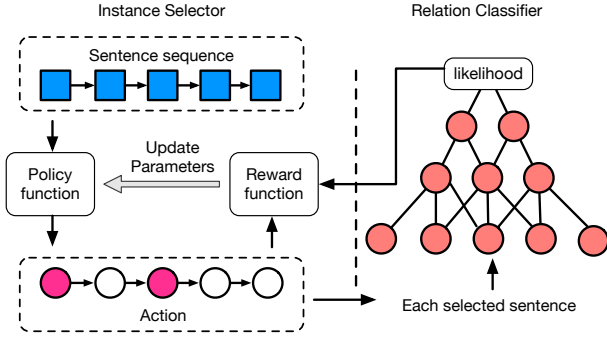 Instance Selector
Relation Classifier
Sentence sequence
likelihood
Policy
function
Update
Parameters
Reward
function
Action
Each selected sentence